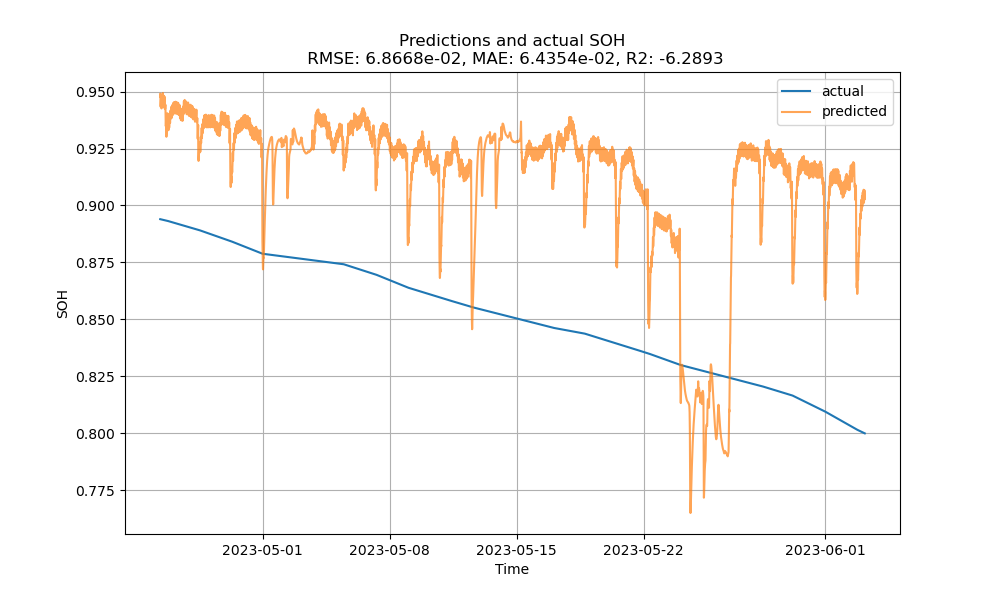 Predictions and actual SOH
RMSE: 6.8668e-02, MAE: 6.4354e-02, R2: -6.2893
actual
predicted
SOH
0.950
0.925
0.900
0.875
0.850
0.825
0.800
0.775
2023-05-01
2023-05-08
2023-05-15
2023-05-22
2023-06-01
Time